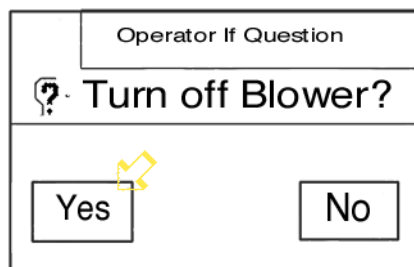 Operator If Question
Turn off Blower?
Yes
No